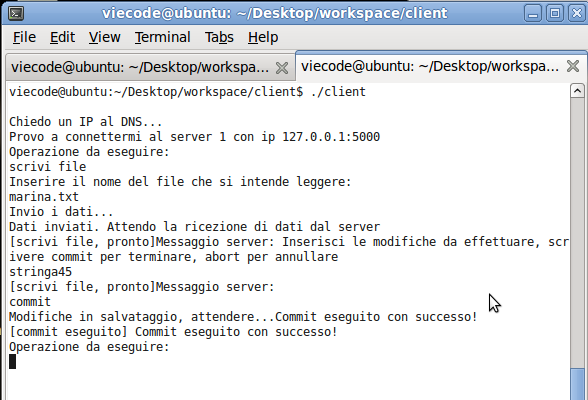 viecode@ubuntu: ~/Desktop/workspace/client
File Edit View Terminal Tabs Help
viecode@ubuntu: ~/Desktop/workspa... viecode@ubuntu: ~/Desktop/workspa...
viecode@ubuntu:~/Desktop/workspace/client$ ./client
Chiedo un IP al DNS...
Provo a connettermi al server 1 con ip 127.0.0.1:5000
Operazione da eseguire:
scrivi file
Inserire il nome del file che si intende leggere:
marina.txt
Invio i dati...
Dati inviati. Attendo la ricezione di dati dal server
[scrivi file, pronto]Messaggio server: Inserisci le modifiche da effettuare, scr
ivere commit per terminare, abort per annullare
stringa45
[scrivi file, pronto]Messaggio server:
commit
Modifiche in salvataggio, attendere...Commit eseguito con successo!
[commit eseguito] Commit eseguito con successo!
Operazione da eseguire: